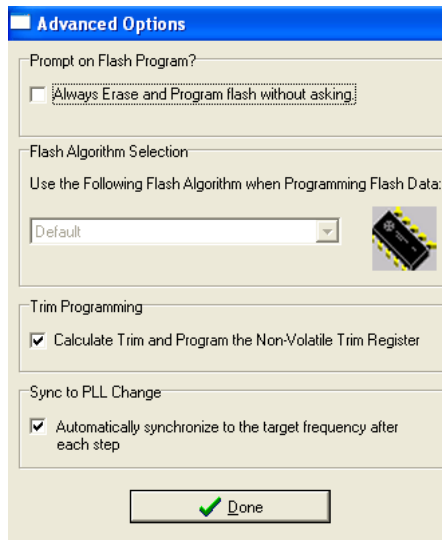 Advanced Options
Prompt on Flash Program?
Always Erase and Program flash without asking.
Flash Algorithm Selection
Use the Following Flash Algorithm when Programming Flash Data:
Default
Trim Programming
Calculate Trim and Program the Non-Volatile Trim Register
Sync to PLL Change
Automatically synchronize to the target frequency after
each step
Done